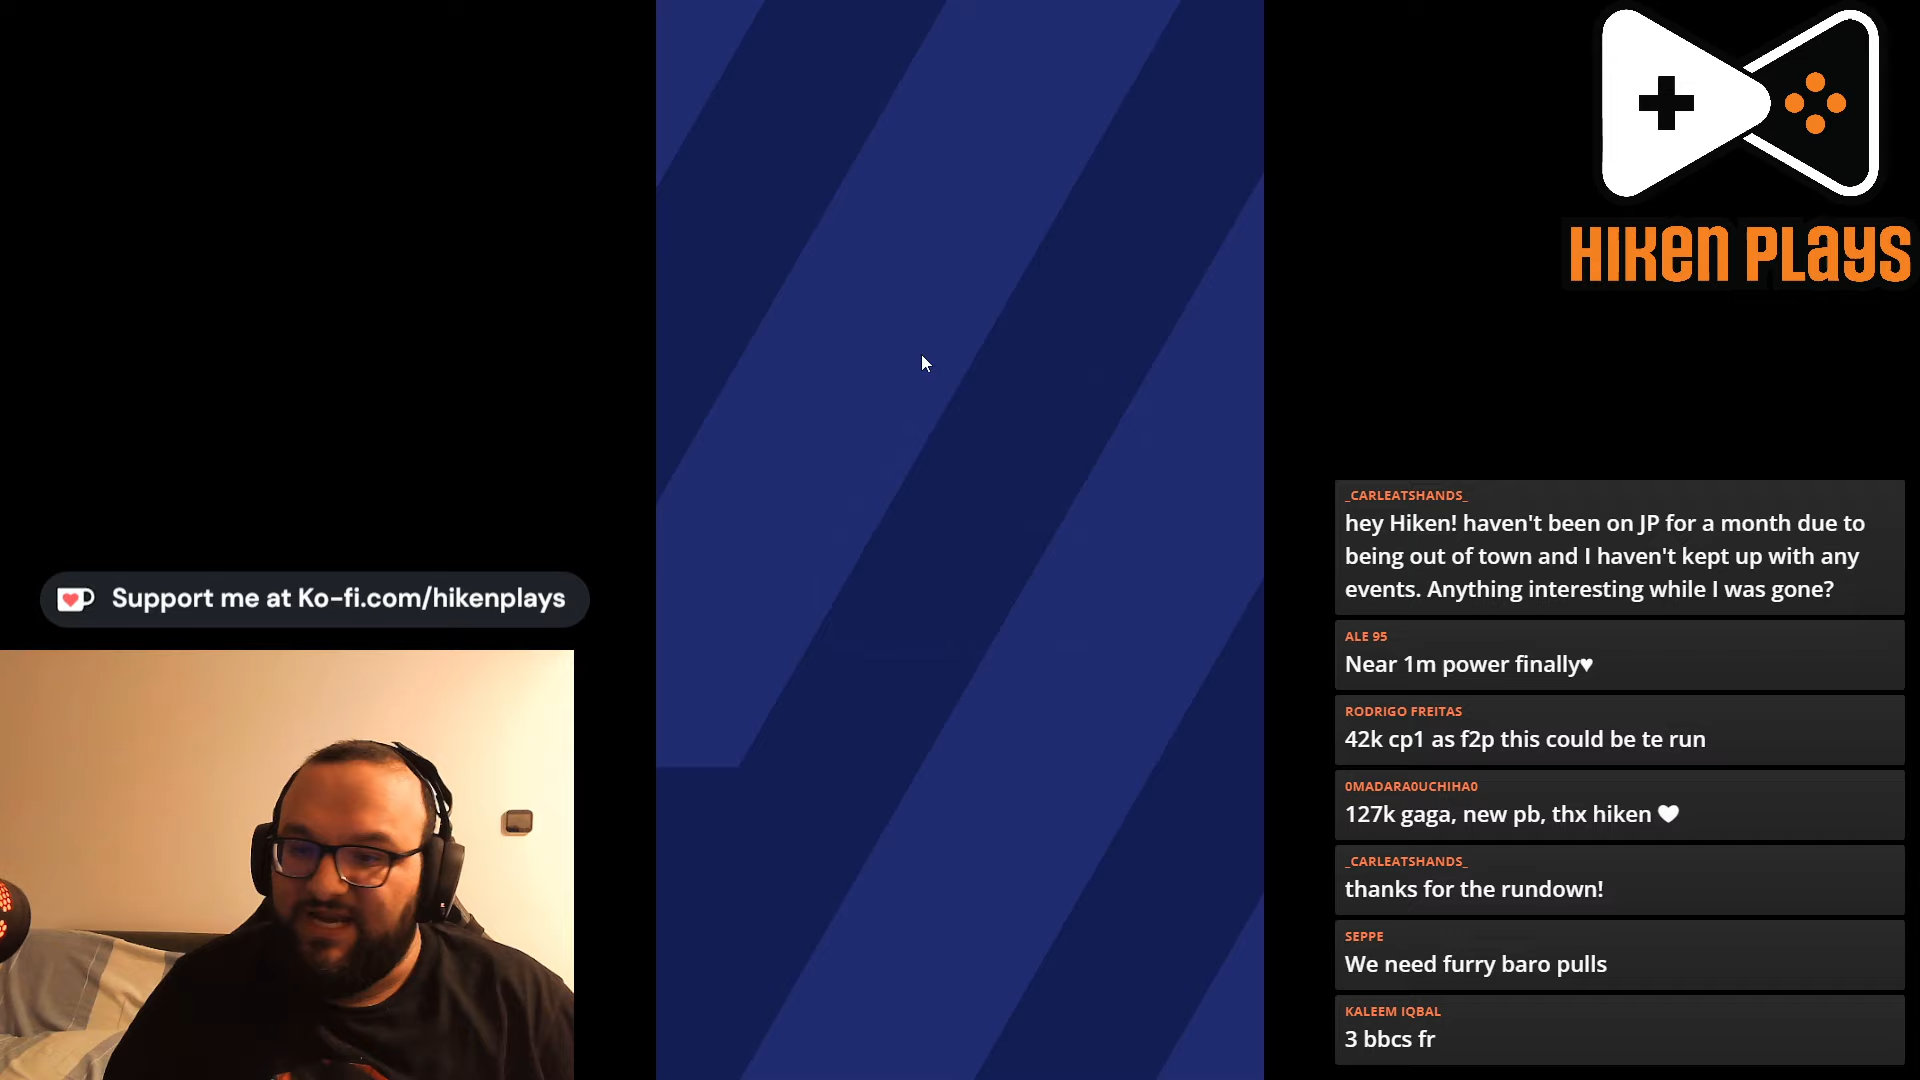 HIKEN PLAYS
Support me at Ko-fi.com/hikenplays
_CARLEATSHANDS_
hey Hiken! haven't been on JP for a month due to
being out of town and I haven't kept up with any
events. Anything interesting while I was gone?
ALE 95
Near 1m power finally♥
RODRIGO FREITAS
42k cp1 as f2p this could be te run
0MADARA0UCHIHA0
127k gaga, new pb, thx hiken ♥
_CARLEATSHANDS_
thanks for the rundown!
SEPPE
We need furry baro pulls
KALEEM IQBAL
3 bbcs fr